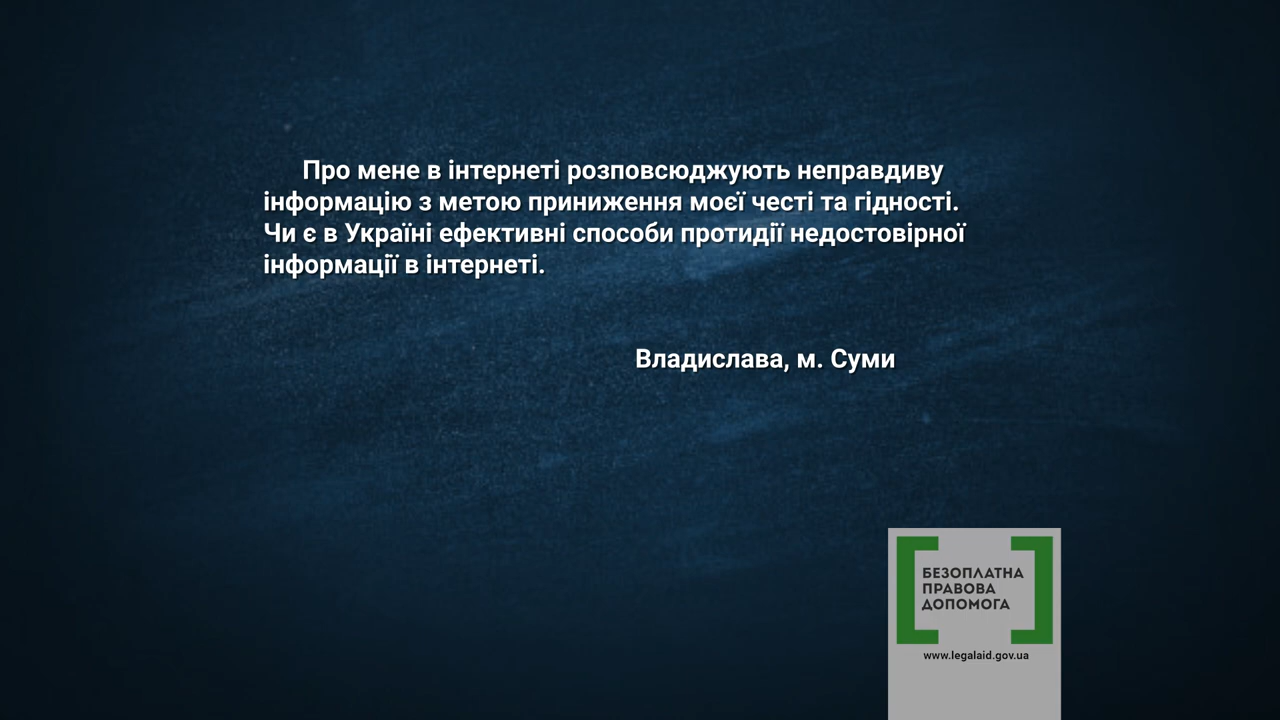 Про мене в інтернеті розповсюджують неправдиву
інформацію з метою приниження моєї честі та гідності.
Чи є в Україні ефективні способи протидії недостовірної
інформації в інтернеті.
Владислава, м. Суми
БЕЗОПЛАТНА
ПРАВОВА
ДОПОМОГА
www.legalaid.gov.ua